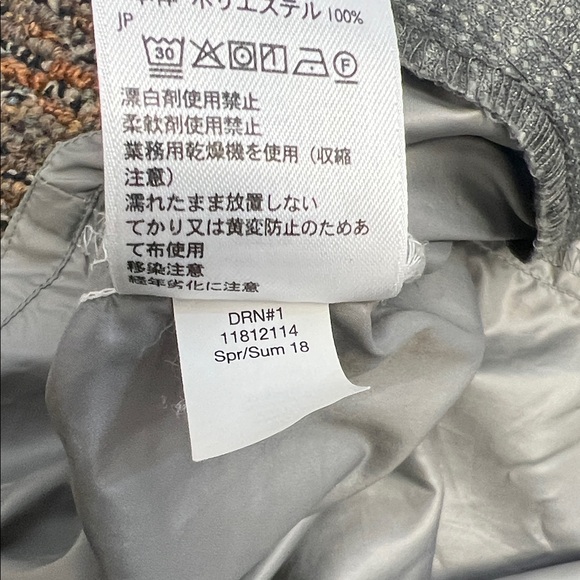 ポリエステル 100%
JP
30 F
漂白剤使用禁止
柔軟剤使用禁止
業務用乾燥機を使用（収縮
注意）
濡れたまま放置しない
てかり又は黄変防止のためあ
て布使用
移染注意
経年劣化に注意
DRN#1
11812114
Spr/Sum 18